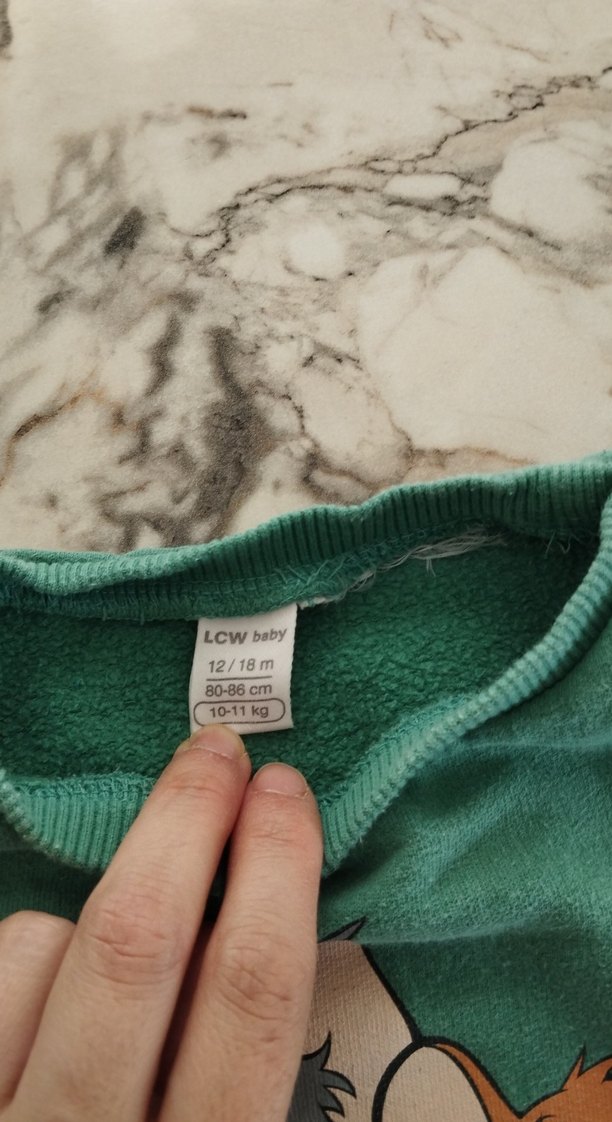 LCW baby
12 / 18 m
80-86 cm
10-11 kg